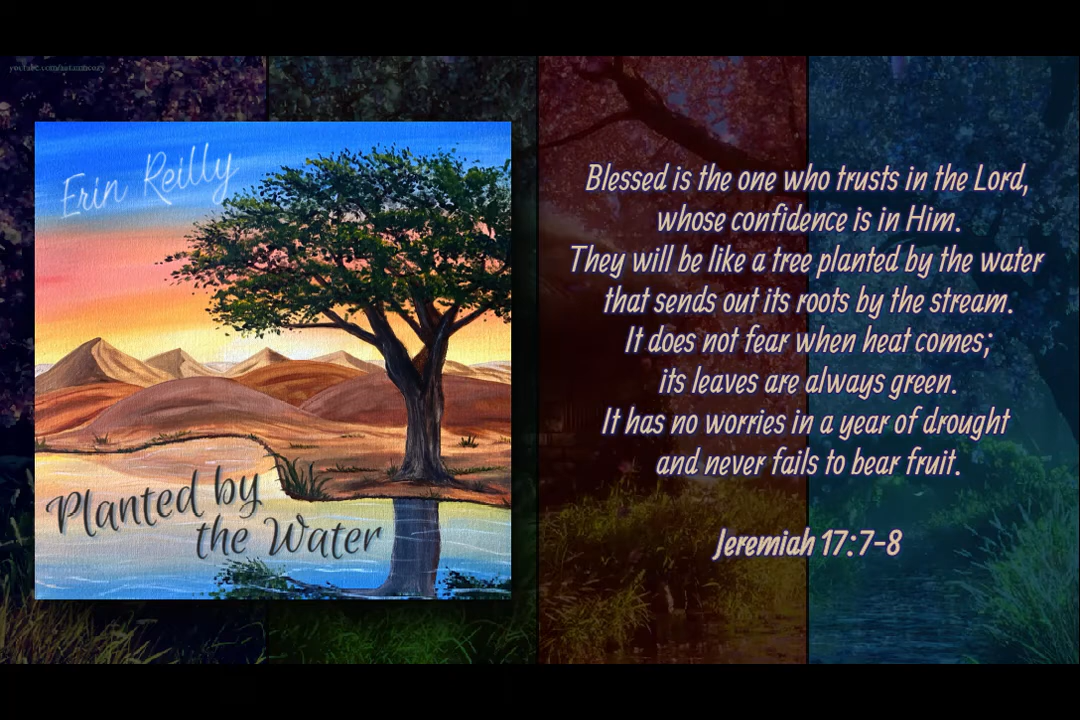 Erin Reilly
Planted by
the Water
Blessed is the one who trusts in the Lord,
whose confidence is in Him.
They will be like a tree planted by the water
that sends out its roots by the stream.
It does not fear when heat comes;
its leaves are always green.
It has no worries in a year of drought
and never fails to bear fruit.
Jeremiah 17:7-8